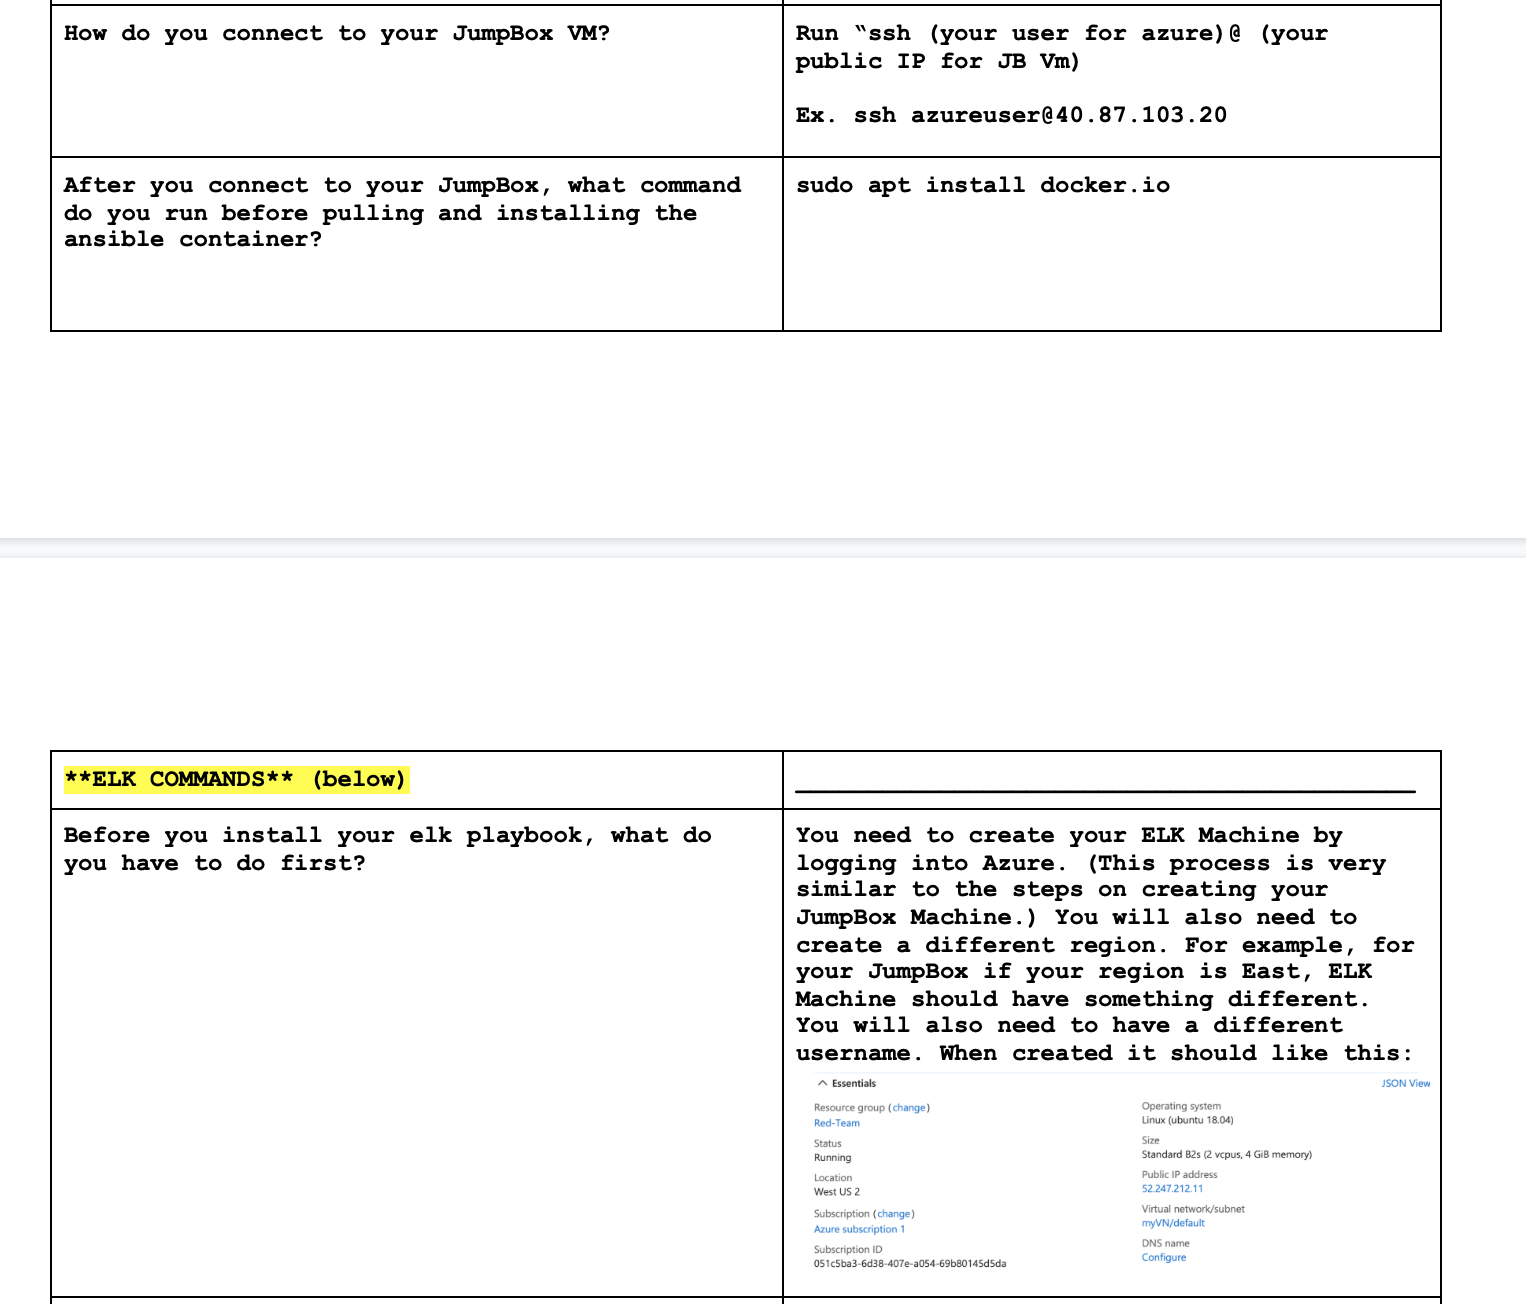 How do you connect to your JumpBox VM?
Run “ssh (your user for azure)@ (your
public IP for JB Vm)
Ex. ssh azureuser@40.87.103.20
After you connect to your JumpBox, what command
do you run before pulling and installing the
ansible container?
sudo apt install docker.io
**ELK COMMANDS** (below)
Before you install your elk playbook, what do
you have to do first?
You need to create your ELK Machine by
logging into Azure. (This process is very
similar to the steps on creating your
JumpBox Machine.) You will also need to
create a different region. For example, for
your JumpBox if your region is East, ELK
Machine should have something different.
You will also need to have a different
username. When created it should like this:
Essentials
JSON View
Resource group (change)
Red-Team
Status
Running
Location
West US 2
Subscription (change)
Azure subscription 1
Subscription ID
051c5ba3-6d38-407e-a054-69b80145d5da
Operating system
Linux (ubuntu 18.04)
Size
Standard B2s (2 vcpus, 4 GiB memory)
Public IP address
52.247.212.11
Virtual network/subnet
myVN/default
DNS name
Configure